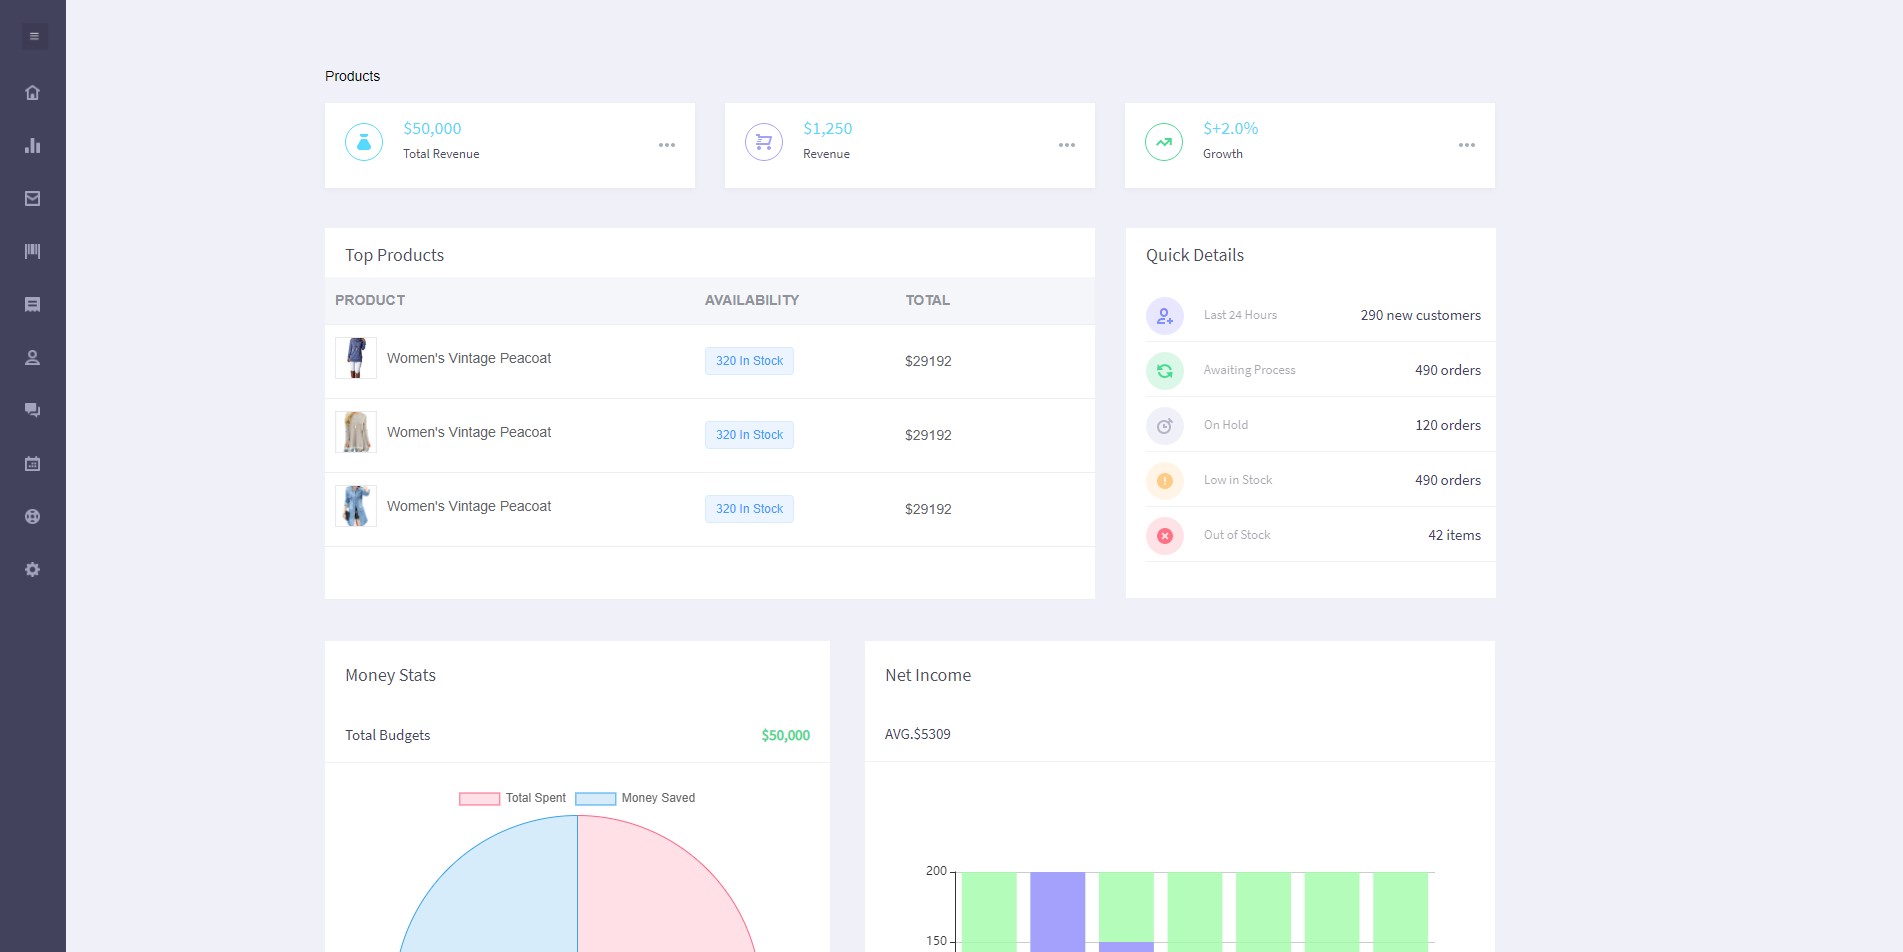 Products
$50,000
Total Revenue
$1,250
Revenue
$+2.0%
Growth
Top Products
PRODUCT AVAILABILITY TOTAL
Women's Vintage Peacoat 320 In Stock $29192
Women's Vintage Peacoat 320 In Stock $29192
Women's Vintage Peacoat 320 In Stock $29192
Quick Details
Last 24 Hours 290 new customers
Awaiting Process 490 orders
On Hold 120 orders
Low in Stock 490 orders
Out of Stock 42 items
Money Stats
Total Budgets $50,000
Total Spent Money Saved
Net Income
AVG.$5309
200
150